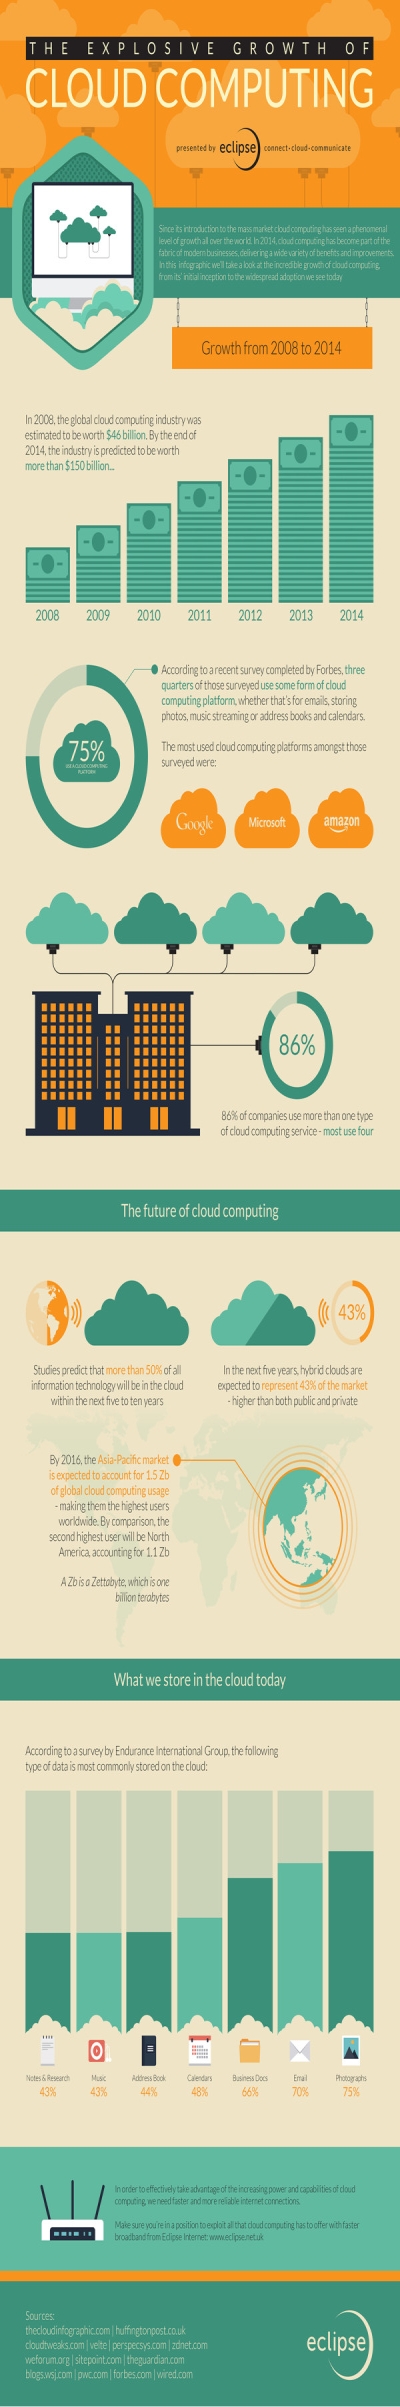 THE EXPLOSIVE GROWTH OF
CLOUD COMPUTING
presented by eclipse connect•cloud•communicate
Since its introduction to the mass market cloud computing has seen a phenomenal
level of growth all over the world. In 2014, cloud computing has become part of the
fabric of modern businesses, delivering a wide variety of benefits and improvements.
In this infographic we'll take a look at the incredible growth of cloud computing,
from its' initial inception to the widespread adoption we see today
Growth from 2008 to 2014
In 2008, the global cloud computing industry was
estimated to be worth $46 billion. By the end of
2014, the industry is predicted to be worth
more than $150 billion...
2008 2009 2010 2011 2012 2013 2014
According to a recent survey completed by Forbes, three
quarters of those surveyed use some form of cloud
computing platform, whether that's for emails, storing
photos, music streaming or address books and calendars.
75%
USE A CLOUD COMPUTING
PLATFORM
The most used cloud computing platforms amongst those
surveyed were:
Google Microsoft amazon
86%
86% of companies use more than one type
of cloud computing service - most use four
The future of cloud computing
43%
Studies predict that more than 50% of all
information technology will be in the cloud
within the next five to ten years
In the next five years, hybrid clouds are
expected to represent 43% of the market
- higher than both public and private
By 2016, the Asia-Pacific market
is expected to account for 1.5 Zb
of global cloud computing usage
- making them the highest users
worldwide. By comparison, the
second highest user will be North
America, accounting for 1.1 Zb
A Zb is a Zettabyte, which is one
billion terabytes
What we store in the cloud today
According to a survey by Endurance International Group, the following
type of data is most commonly stored on the cloud:
Notes & Research Music Address Book Calendars Business Docs Email Photographs
43% 43% 44% 48% 66% 70% 75%
In order to effectively take advantage of the increasing power and capabilities of cloud
computing, we need faster and more reliable internet connections.
Make sure you're in a position to exploit all that cloud computing has to offer with faster
broadband from Eclipse Internet: www.eclipse.net.uk
Sources:
thecloudinfographic.com | huffingtonpost.co.uk
cloudtweaks.com | velte | perspecsys.com | zdnet.com
weforum.org | sitepoint.com | theguardian.com
blogs.wsj.com | pwc.com | forbes.com | wired.com
eclipse